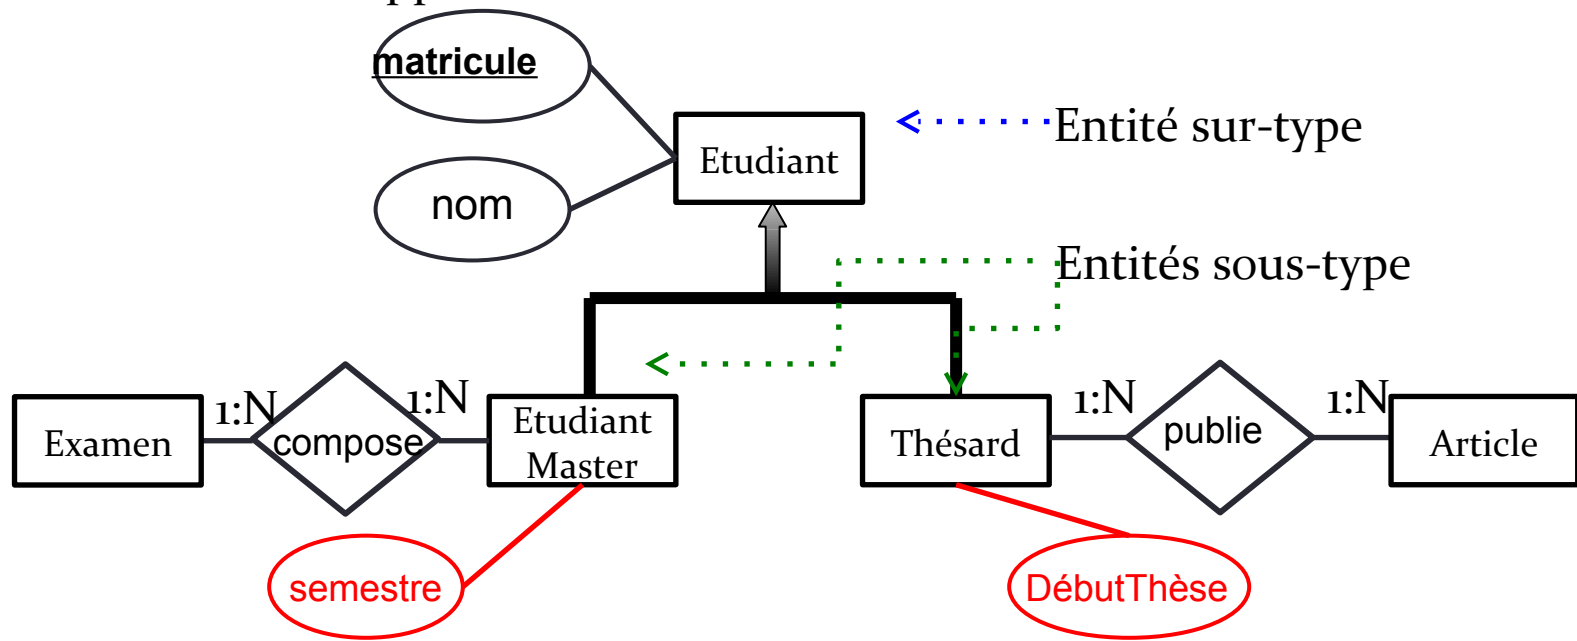 matricule
Entité sur-type
Etudiant
nom
Entités sous-type
1:N
1:N
1:N
1:N
Examen
compose
Etudiant
Master
Thésard
publie
Article
semestre
DébutThèse